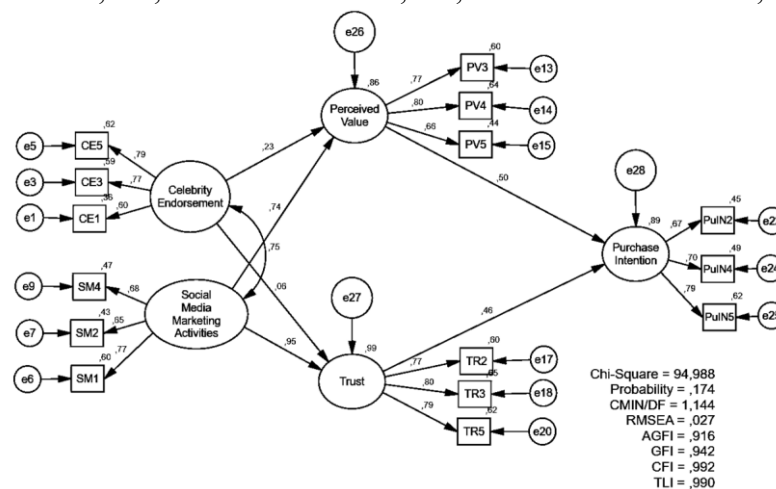 e26
,86
Perceived
Value
,77
,80
,66
,60
PV3
e13
,64
PV4
e14
,44
PV5
e15
,62
e5
CE5
,79
,59
e3
CE3
,77
,36
e1
CE1
,60
Celebrity
Endorsement
,23
,74
,75
,06
,50
e28
,89
Purchase
Intention
,67
,70
,79
,45
PuIN2
,49
PuIN4
e24
,62
PuIN5
,47
e9
SM4
,68
,43
e7
SM2
,65
,60
e6
SM1
,77
Social
Media
Marketing
Activities
,95
e27
,99
Trust
,46
,77
,80
,79
,60
TR2
e17
TR3
e18
,62
TR5
e20
Chi-Square = 94,988
Probability = ,174
CMIN/DF = 1,144
RMSEA = ,027
AGFI = ,916
GFI = ,942
CFI = ,992
TLI = ,990